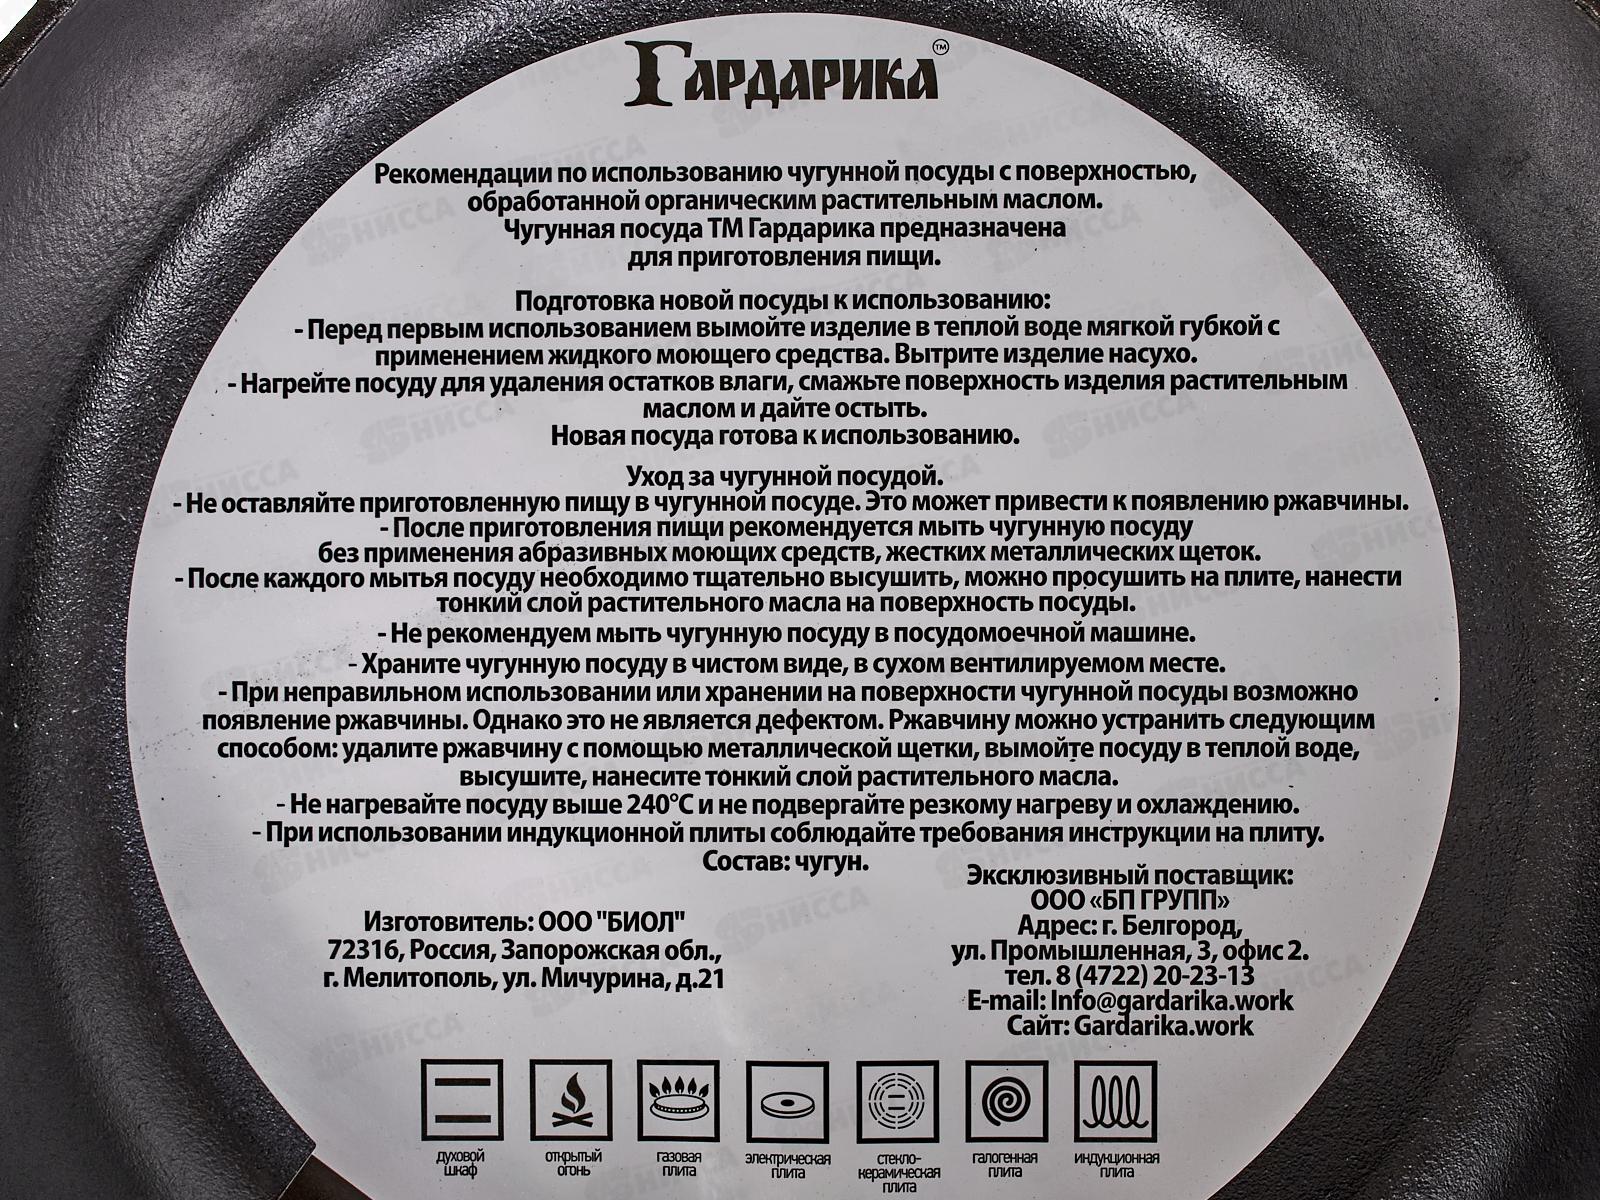 Гардарика™
Рекомендации по использованию чугунной посуды с поверхностью,
обработанной органическим растительным маслом.
Чугунная посуда ТМ Гардарика предназначена
для приготовления пищи.
Подготовка новой посуды к использованию:
- Перед первым использованием вымойте изделие в теплой воде мягкой губкой с
применением жидкого моющего средства. Вытрите изделие насухо.
- Нагрейте посуду для удаления остатков влаги, смажьте поверхность изделия растительным
маслом и дайте остыть.
Новая посуда готова к использованию.
Уход за чугунной посудой.
- Не оставляйте приготовленную пищу в чугунной посуде. Это может привести к появлению ржавчины.
- После приготовления пищи рекомендуется мыть чугунную посуду
без применения абразивных моющих средств, жестких металлических щеток.
- После каждого мытья посуду необходимо тщательно высушить, можно просушить на плите, нанести
тонкий слой растительного масла на поверхность посуды.
- Не рекомендуем мыть чугунную посуду в посудомоечной машине.
- Храните чугунную посуду в чистом виде, в сухом вентилируемом месте.
- При неправильном использовании или хранении на поверхности чугунной посуды возможно
появление ржавчины. Однако это не является дефектом. Ржавчину можно устранить следующим
способом: удалите ржавчину с помощью металлической щетки, вымойте посуду в теплой воде,
высушите, нанесите тонкий слой растительного масла.
- Не нагревайте посуду выше 240°С и не подвергайте резкому нагреву и охлаждению.
- При использовании индукционной плиты соблюдайте требования инструкции на плиту.
Состав: чугун.
Изготовитель: ООО "БИОЛ"
72316, Россия, Запорожская обл.,
г. Мелитополь, ул. Мичурина, д.21
Эксклюзивный поставщик:
ООО «БП ГРУПП»
Адрес: г. Белгород,
ул. Промышленная, 3, офис 2.
тел. 8 (4722) 20-23-13
E-mail: Info@gardarika.work
Сайт: Gardarika.work
духовой
шкаф
открытый
огонь
газовая
плита
электрическая
плита
стекло-
керамическая
плита
галогенная
плита
индукционная
плита